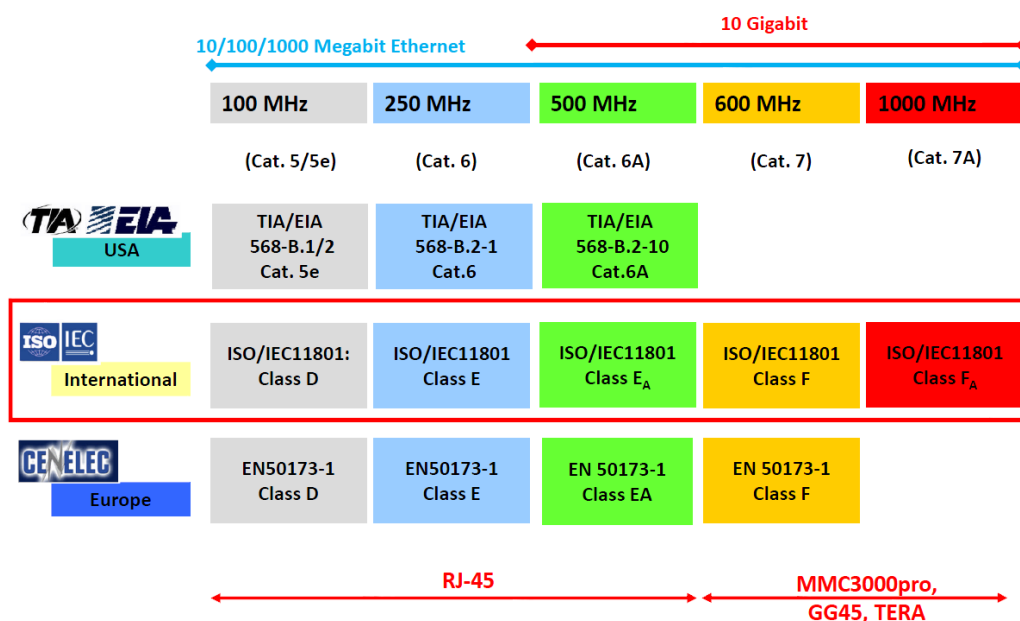 10 Gigabit
10/100/1000 Megabit Ethernet
100 MHz
250 MHz
500 MHz
600 MHz
1000 MHz
(Cat. 5/5e)
(Cat. 6)
(Cat. 6A)
(Cat. 7)
(Cat. 7A)
TIA EIA
USA
TIA/EIA
568-B.1/2
Cat. 5e
TIA/EIA
568-B.2-1
Cat.6
TIA/EIA
568-B.2-10
Cat.6A
ISO IEC
International
ISO/IEC11801:
Class D
ISO/IEC11801
Class E
ISO/IEC11801
Class EA
ISO/IEC11801
Class F
ISO/IEC11801
Class FA
CENELEC
Europe
EN50173-1
Class D
EN50173-1
Class E
EN 50173-1
Class EA
EN 50173-1
Class F
RJ-45
MMC3000pro,
GG45, TERA